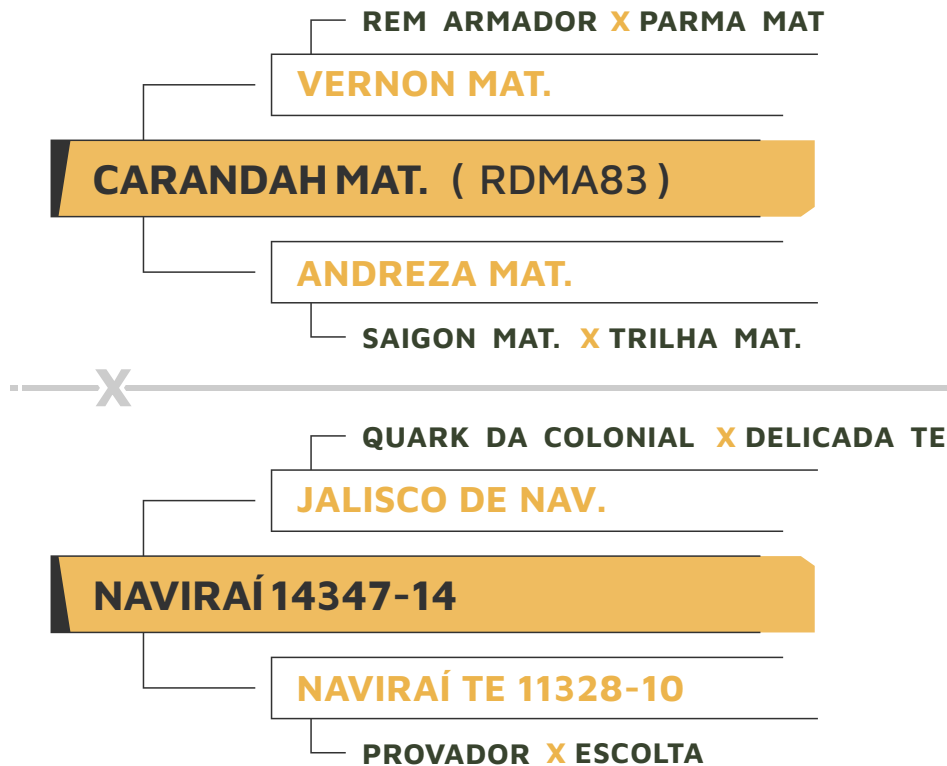 REM ARMADOR X PARMA MAT
VERNON MAT.
CARANDAH MAT. ( RDMA83 )
ANDREZA MAT.
SAIGON MAT. X TRILHA MAT.
X
QUARK DA COLONIAL X DELICADA TE
JALISCO DE NAV.
NAVIRAÍ 14347-14
NAVIRAÍ TE 11328-10
PROVADOR X ESCOLTA